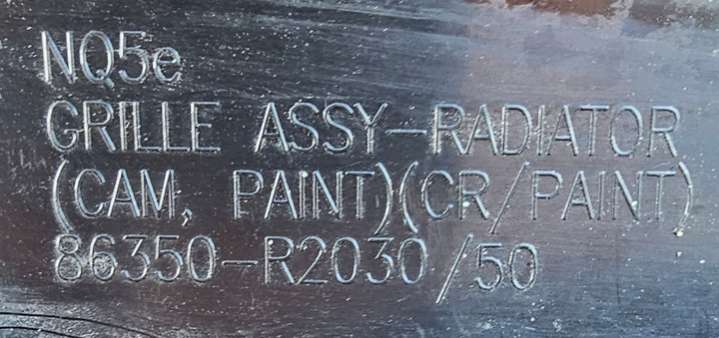 NQ5e
GRILLE ASSY-RADIATOR
(CAM, PAINT)(CR/PAINT)
86350-R2030/50